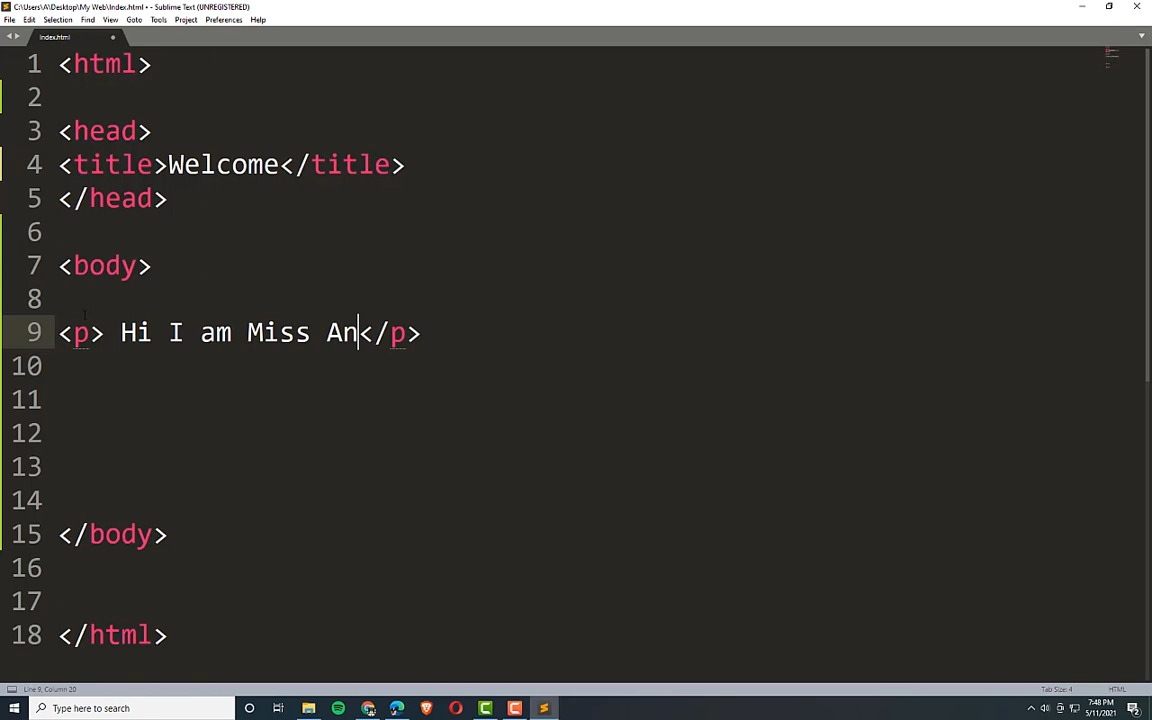 C:\Users\A\Desktop\My Web\Index.html • - Sublime Text (UNREGISTERED)
File Edit Selection Find View Goto Tools Project Preferences Help
Index.html
1 <html>
2
3 <head>
4 <title>Welcome</title>
5 </head>
6
7 <body>
8
9 <p> Hi I am Miss An</p>
10
11
12
13
14
15 </body>
16
17
18 </html>
Line 9, Column 20 Tab Size: 4 HTML
Type here to search 7:48 PM
5/11/2021 2